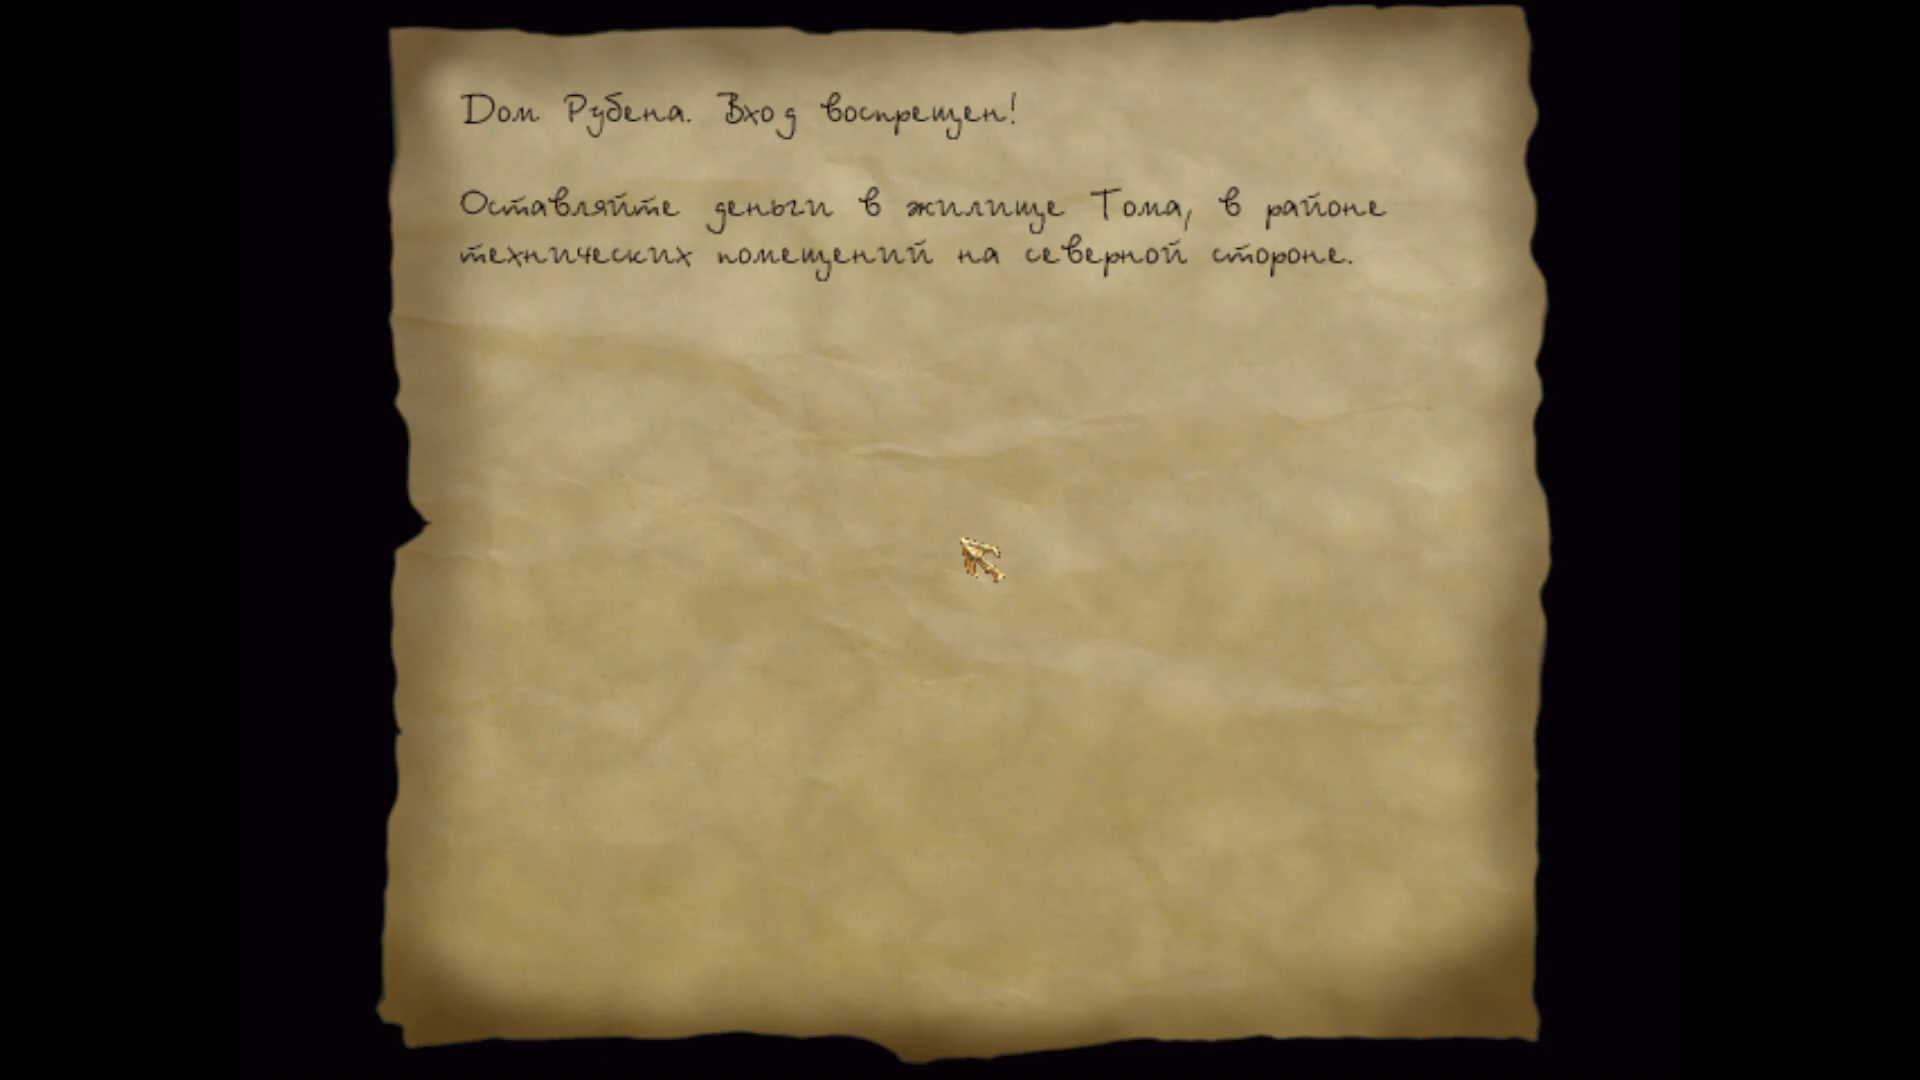 Дом Рубена. Вход воспрещен!
Оставляйте деньги в жилище Тома, в районе
технических помещений на северной стороне.